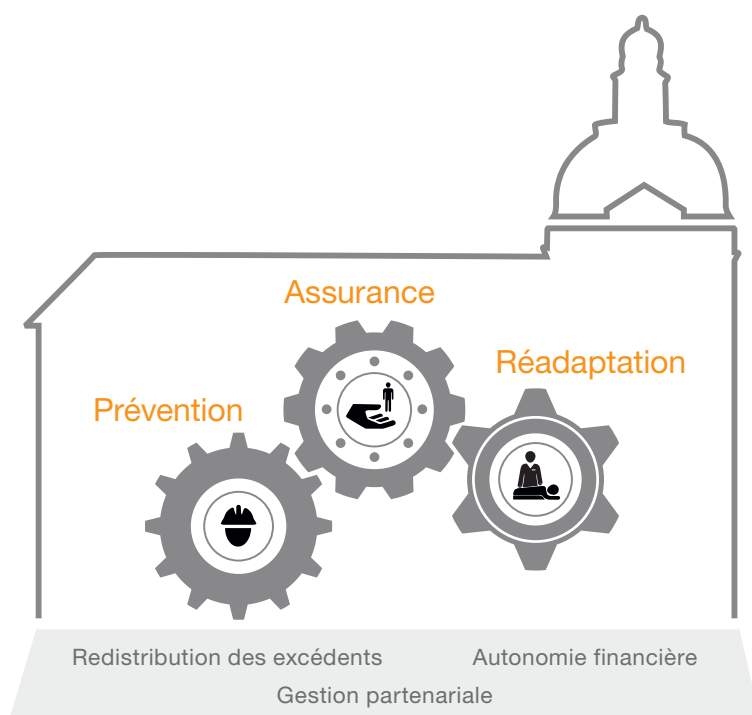 Assurance
Réadaptation
Prévention
Redistribution des excédents
Autonomie financière
Gestion partenariale